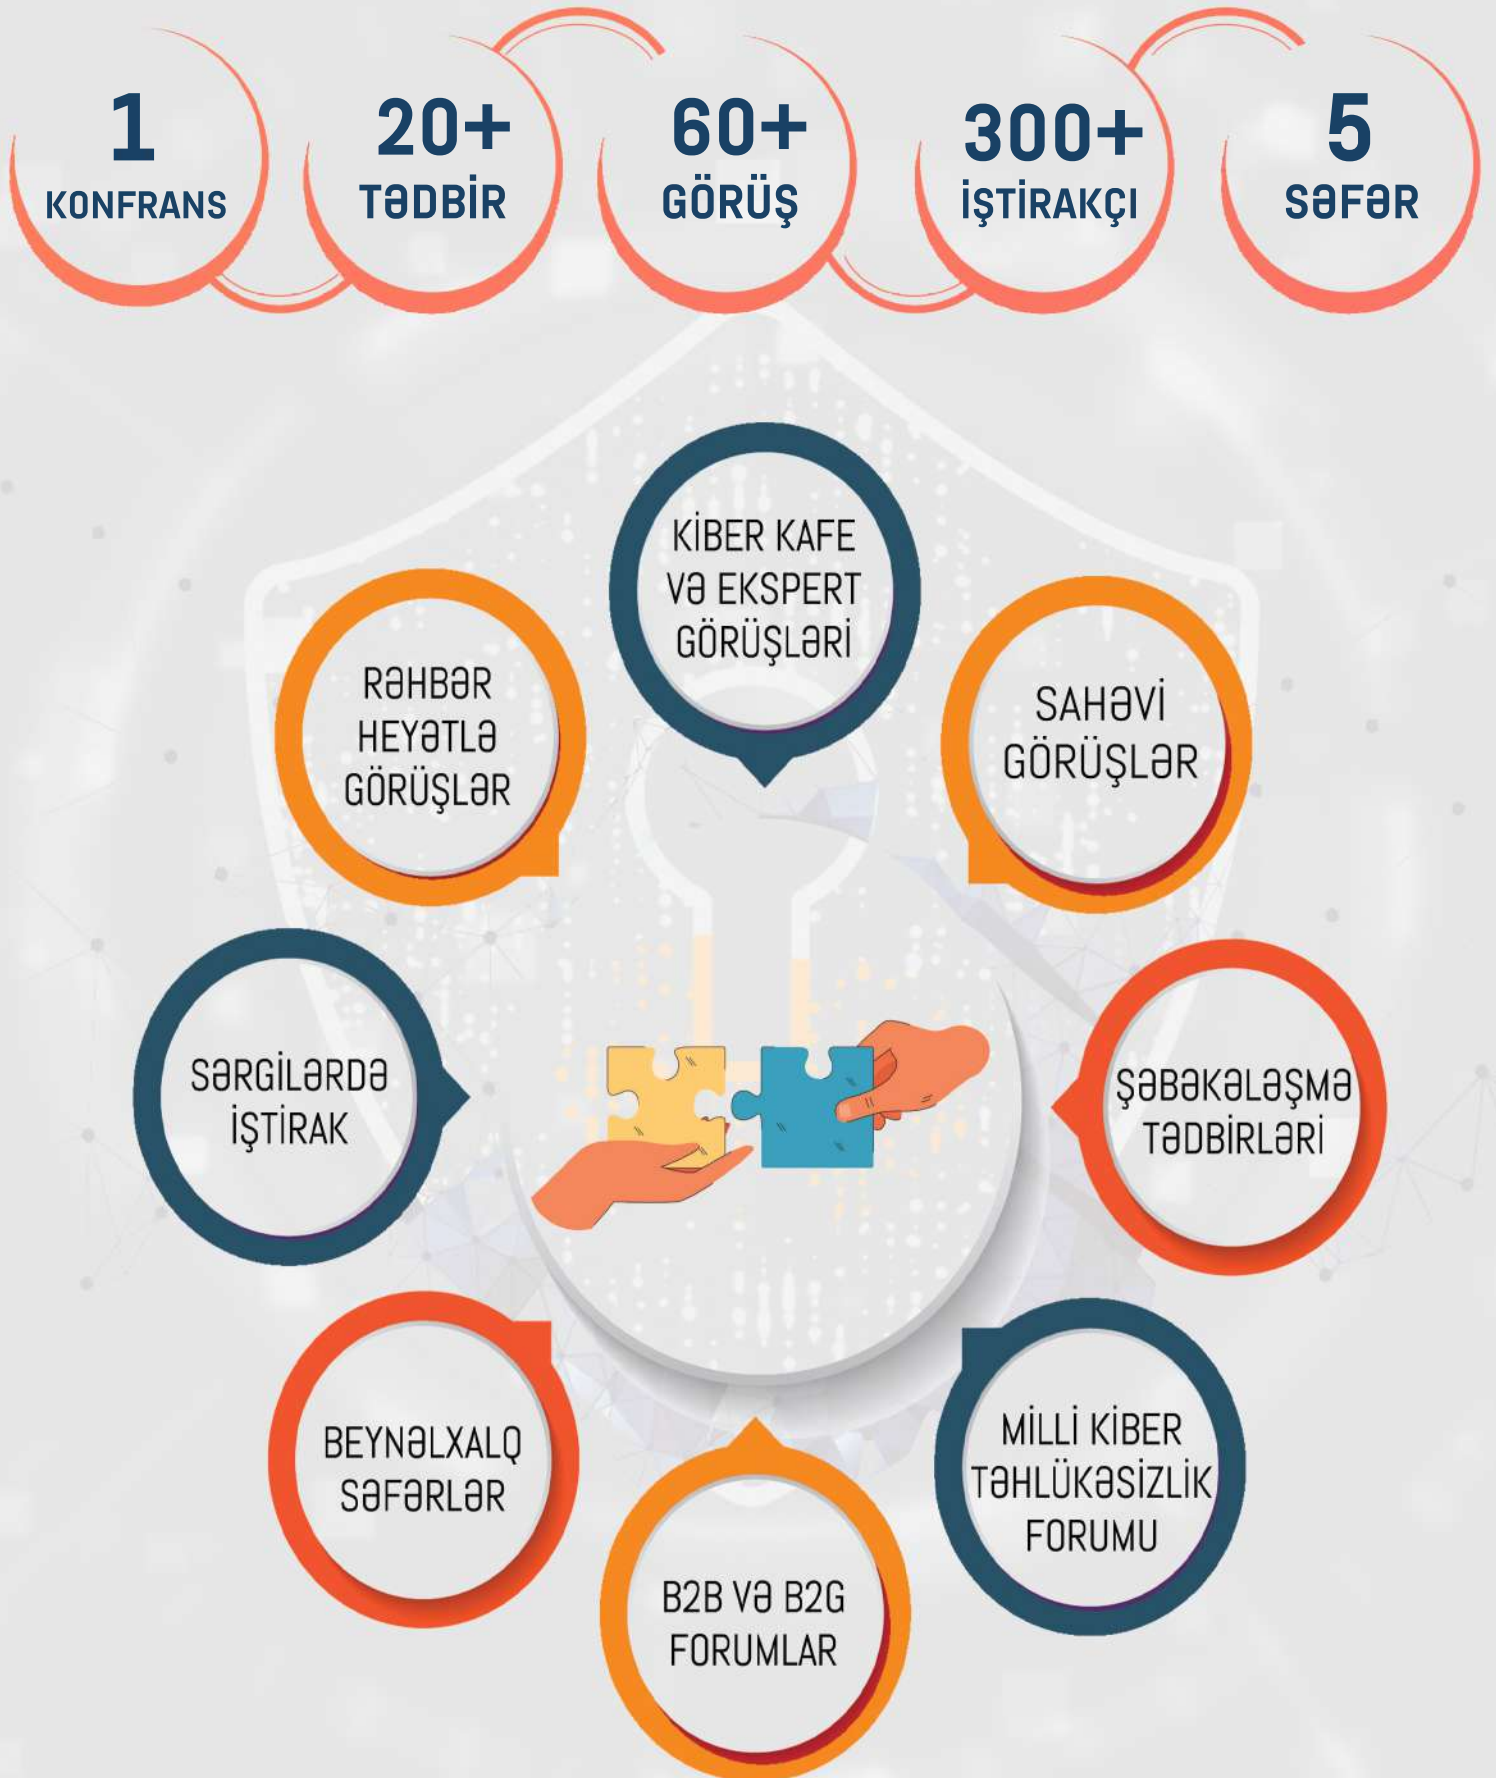 1
KONFRANS
20+
TƏDBİR
60+
GÖRÜŞ
300+
İŞTİRAKÇI
5
SƏFƏR
KİBER KAFE
VƏ EKSPERT
GÖRÜŞLƏRİ
RƏHBƏR
HEYƏTLƏ
GÖRÜŞLƏR
SAHƏVİ
GÖRÜŞLƏR
SƏRGİLƏRDƏ
İŞTİRAK
ŞƏBƏKƏLƏŞMƏ
TƏDBİRLƏRİ
BEYNƏLXALQ
SƏFƏRLƏR
MİLLİ KİBER
TƏHLÜKƏSİZLİK
FORUMU
B2B VƏ B2G
FORUMLAR